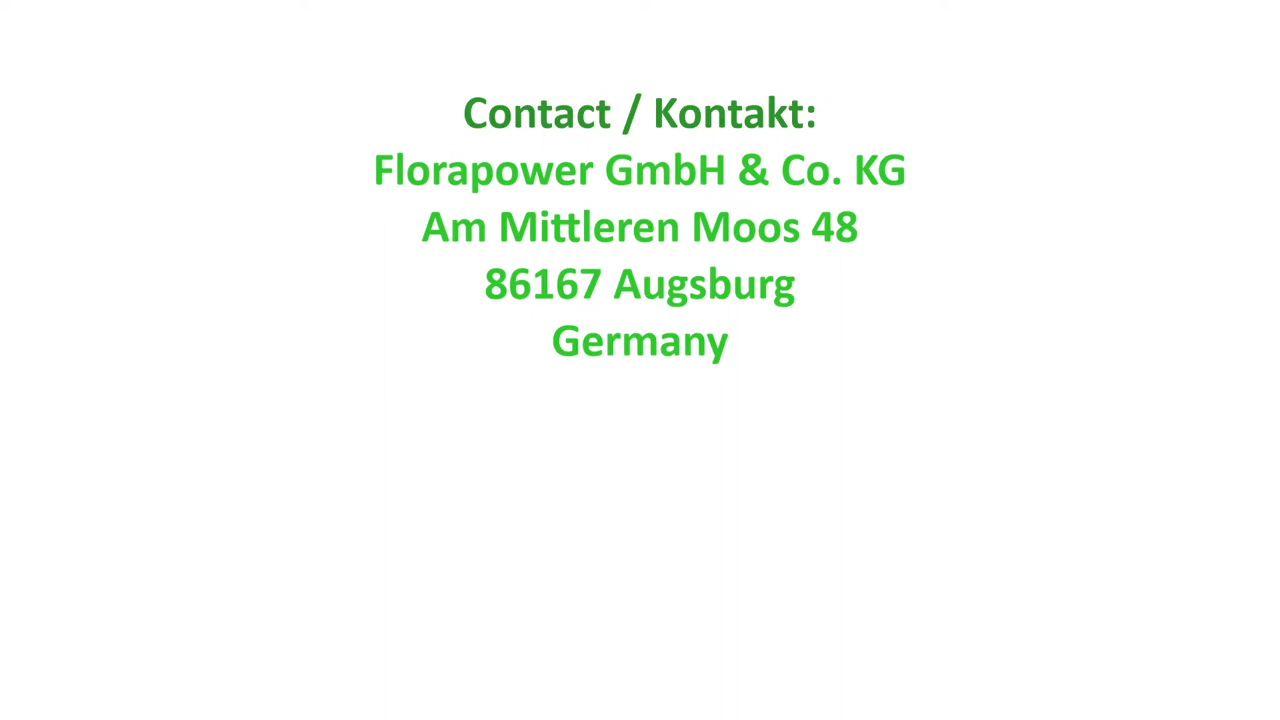 Contact / Kontakt:
Florapower GmbH & Co. KG
Am Mittleren Moos 48
86167 Augsburg
Germany